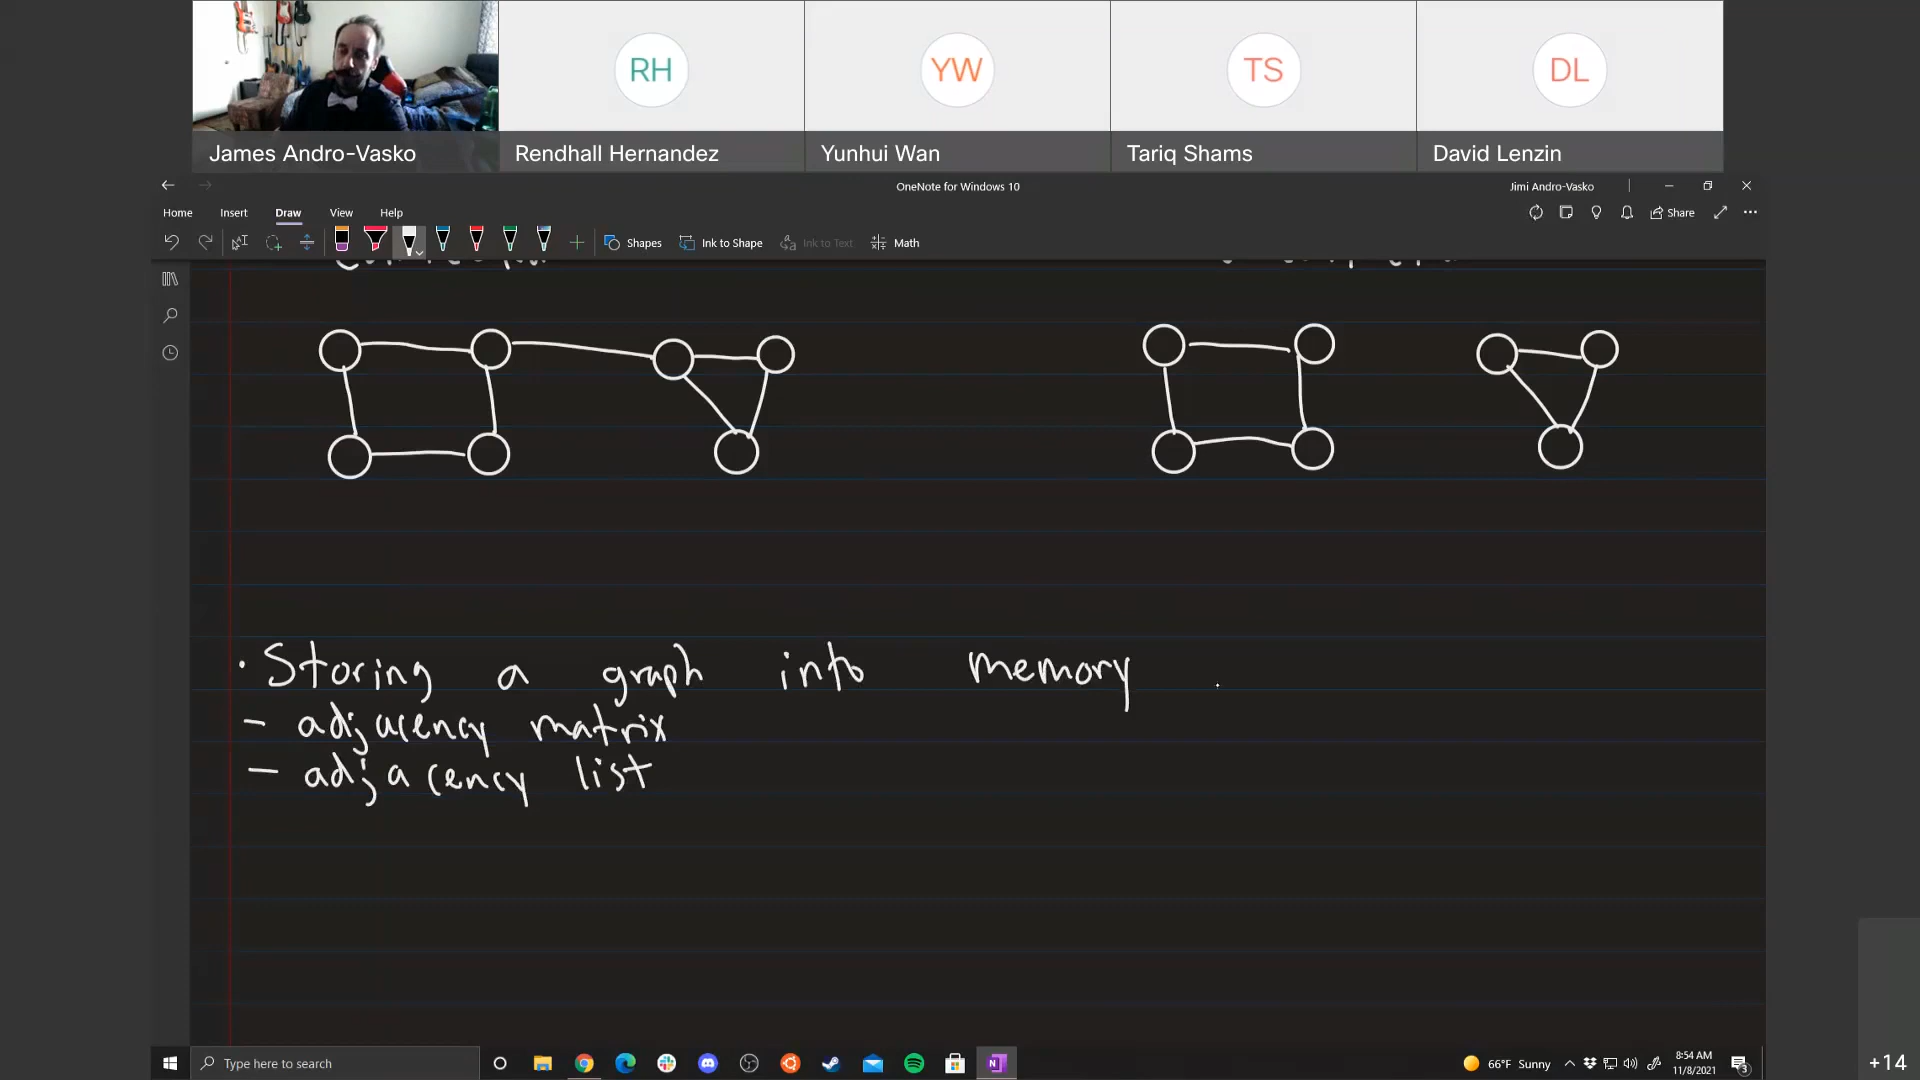 RH
YW
TS
DL
James Andro-Vasko
Rendhall Hernandez
Yunhui Wan
Tariq Shams
David Lenzin
OneNote for Windows 10
Jimi Andro-Vasko
Home
Insert
Draw
View
Help
Share
Shapes
Ink to Shape
Ink to Text
Math
• Storing a graph into memory
- adjacency matrix
- adjacency list
Type here to search
66°F Sunny
8:54 AM
11/8/2021
3
+14